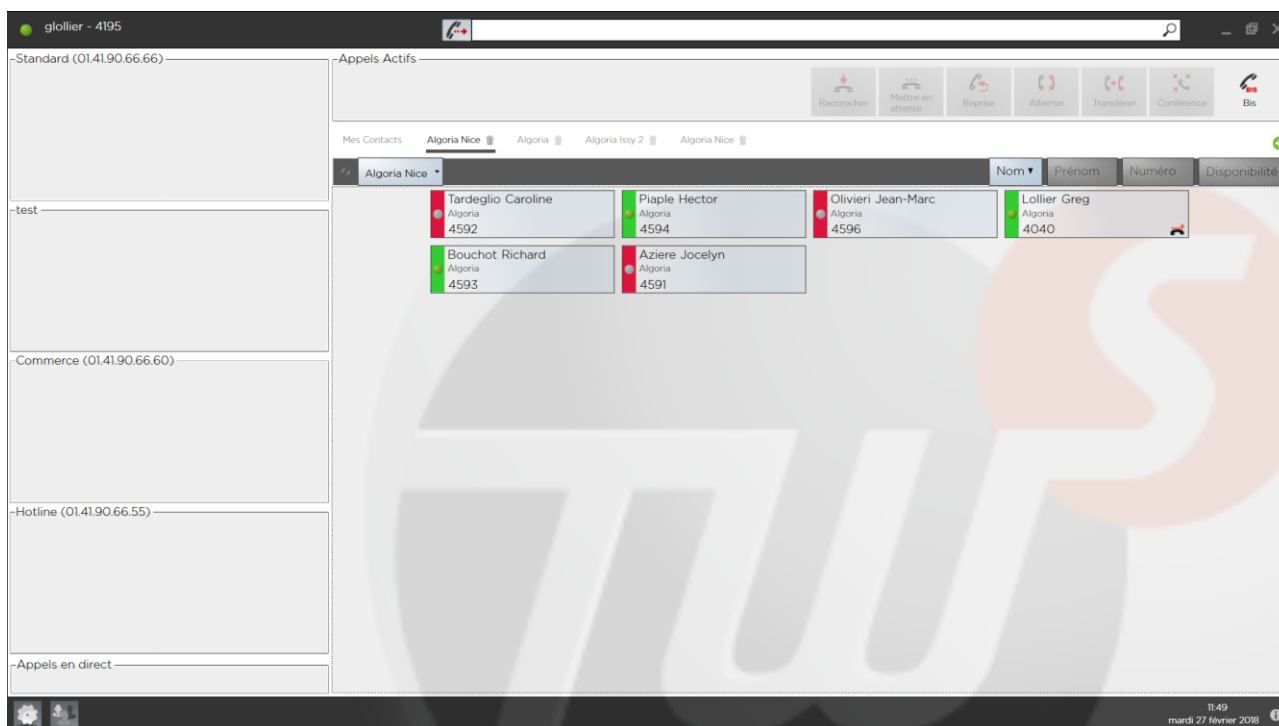 glollier - 4195
Standard (01.41.90.66.66)
Appels Actifs
Raccrocher
Mettre en
attente
Reprise
Alterner
Transférer
Conférence
BIS
Bis
Mes Contacts
Algoria Nice
Algoria
Algoria Issy 2
Algoria Nice
Algoria Nice
Nom
Prénom
Numéro
Disponibilité
Tardeglio Caroline
Algoria
4592
Piaple Hector
Algoria
4594
Olivieri Jean-Marc
Algoria
4596
Lollier Greg
Algoria
4040
Bouchot Richard
Algoria
4593
Aziere Jocelyn
Algoria
4591
test
Commerce (01.41.90.66.60)
Hotline (01.41.90.66.55)
Appels en direct
TWS
11:49
mardi 27 février 2018